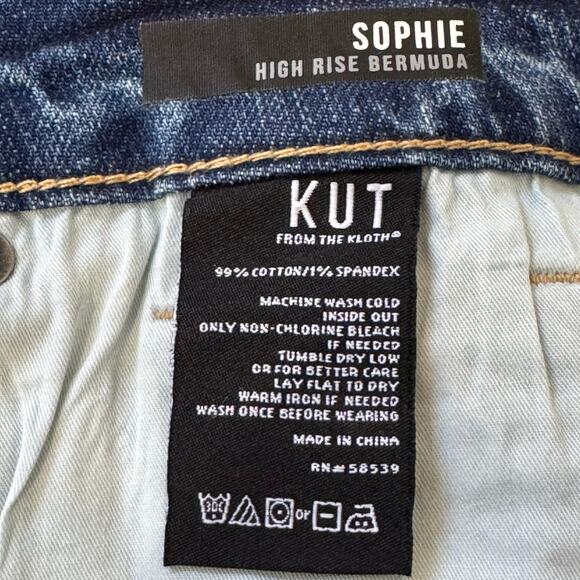 SOPHIE
HIGH RISE BERMUDA
KUT
FROM THE KLOTH®
99% COTTON/1% SPANDEX
MACHINE WASH COLD
INSIDE OUT
ONLY NON-CHLORINE BLEACH
IF NEEDED
TUMBLE DRY LOW
OR FOR BETTER CARE
LAY FLAT TO DRY
WARM IRON IF NEEDED
WASH ONCE BEFORE WEARING
MADE IN CHINA
RN# 58539
30C or